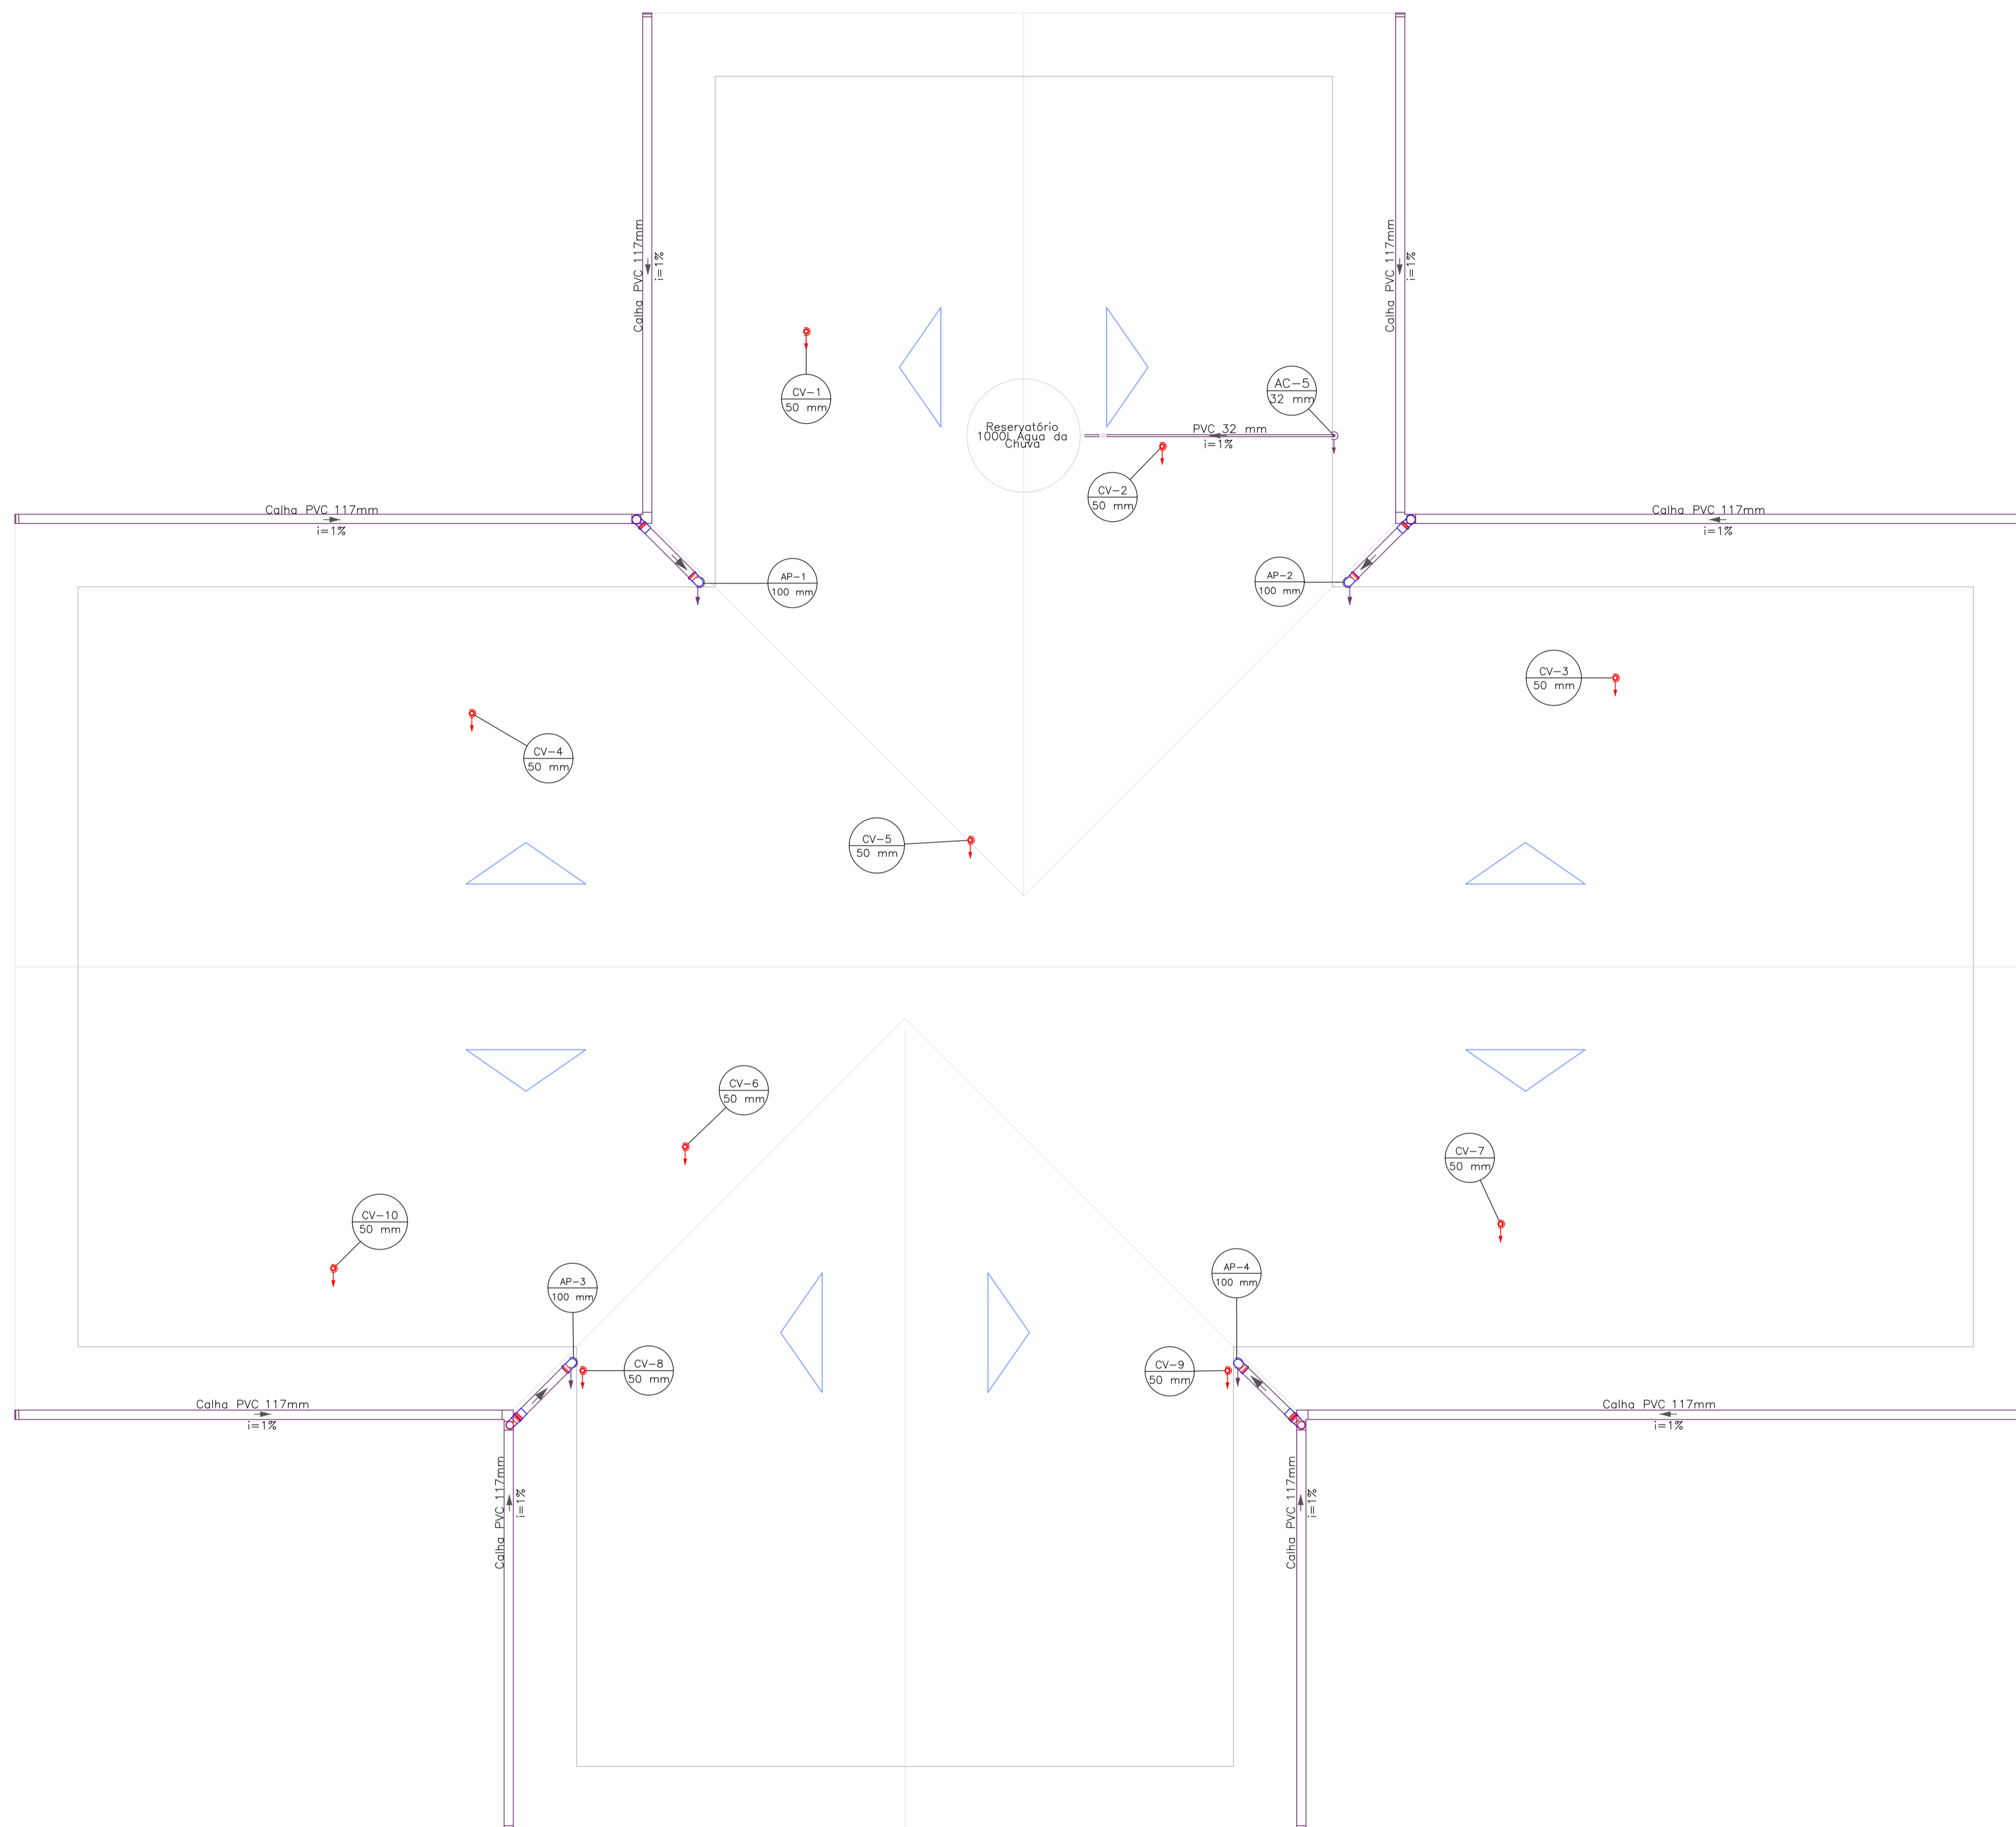 Calha PVC 117mm
i=1%
Calha PVC 117mm
i=1%
CV-1
50 mm
AC-5
32 mm
Reservatório
1000l Água da
Chuva
PVC 32 mm
i=1%
CV-2
50 mm
Calha PVC 117mm
i=1%
Calha PVC 117mm
i=1%
AP-1
100 mm
AP-2
100 mm
CV-3
50 mm
CV-4
50 mm
CV-5
50 mm
CV-6
50 mm
CV-7
50 mm
CV-10
50 mm
AP-3
100 mm
AP-4
100 mm
CV-8
50 mm
CV-9
50 mm
Calha PVC 117mm
i=1%
Calha PVC 117mm
i=1%
Calha PVC 117mm
i=1%
Calha PVC 117mm
i=1%